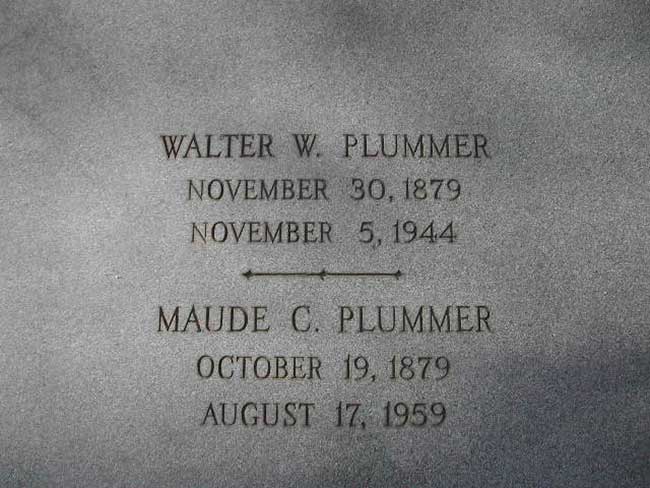 WALTER W. PLUMMER
NOVEMBER 30, 1879
NOVEMBER 5, 1944
MAUDE C. PLUMMER
OCTOBER 19, 1879
AUGUST 17, 1959